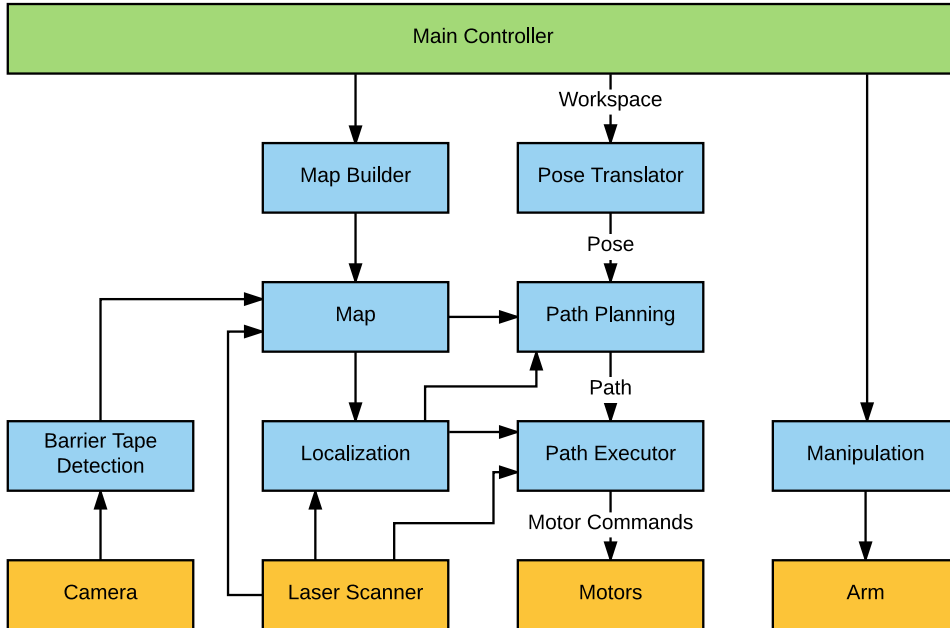 Main Controller
Workspace
Map Builder
Pose Translator
Pose
Map
Path Planning
Path
Barrier Tape
Detection
Localization
Path Executor
Manipulation
Motor Commands
Camera
Laser Scanner
Motors
Arm